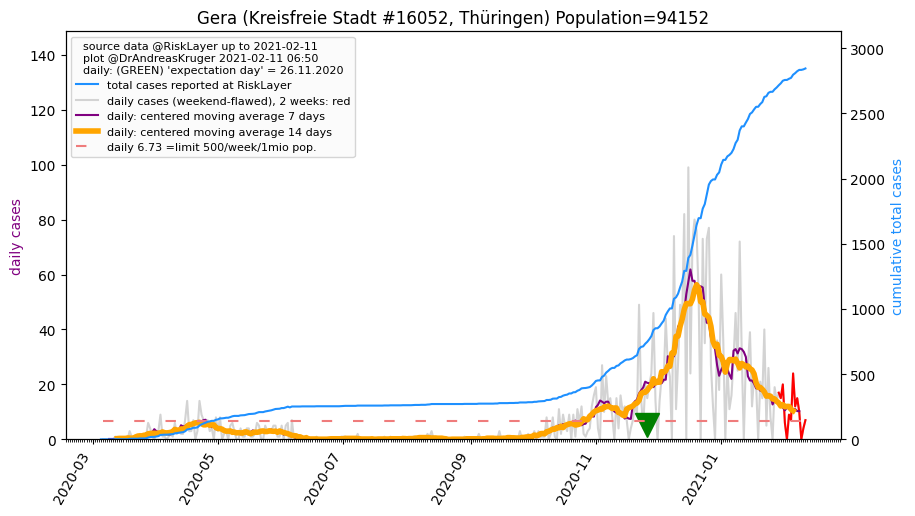 Gera (Kreisfreie Stadt #16052, Thüringen) Population=94152
source data @RiskLayer up to 2021-02-11
plot @DrAndreasKruger 2021-02-11 06:50
daily: (GREEN) 'expectation day' = 26.11.2020
total cases reported at RiskLayer
daily cases (weekend-flawed), 2 weeks: red
daily: centered moving average 7 days
daily: centered moving average 14 days
daily 6.73 =limit 500/week/1mio pop.
daily cases
140
120
100
80
60
40
20
0
3000
2500
2000
1500
1000
500
0
cumulative total cases
2020-03
2020-05
2020-07
2020-09
2020-11
2021-01